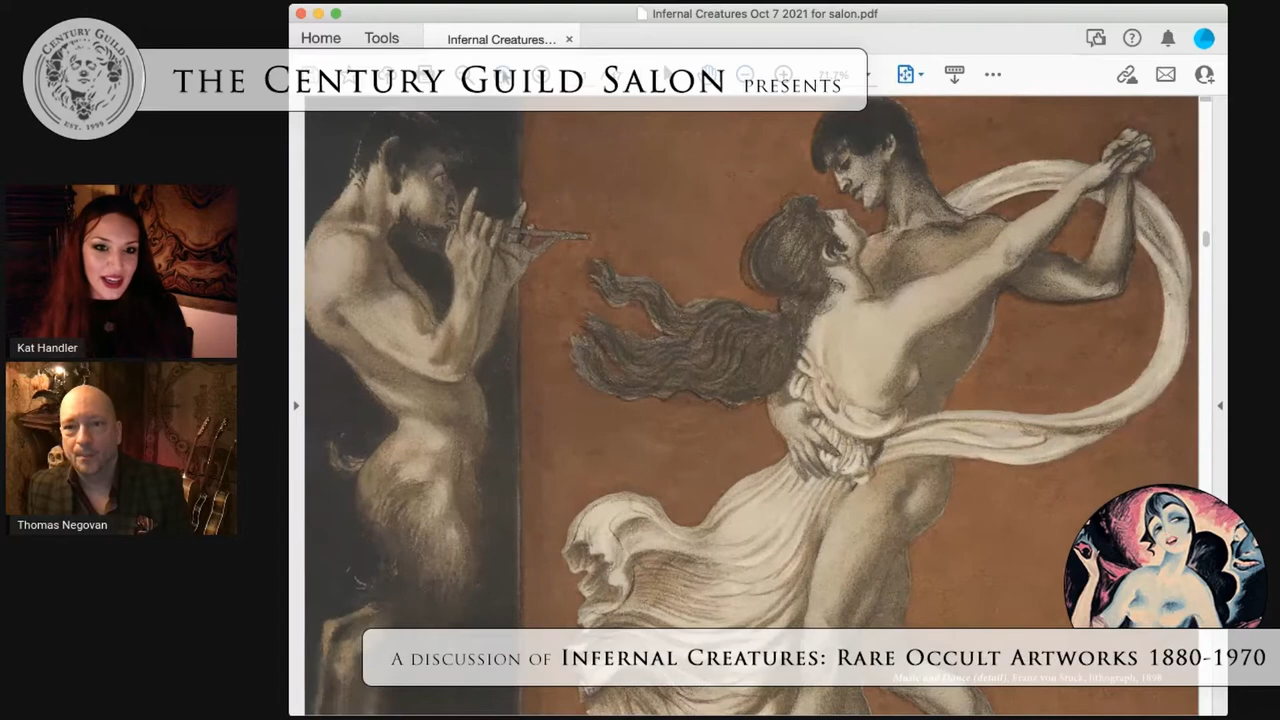 Infernal Creatures Oct 7 2021 for salon.pdf
Home Tools Infernal Creatures... ×
CENTURY GUILD
EST. 1999
THE CENTURY GUILD SALON PRESENTS
71.7%
Kat Handler
Thomas Negovan
A DISCUSSION OF INFERNAL CREATURES: RARE OCCULT ARTWORKS 1880-1970
Music and Dance (detail). Franz von Stuck, lithograph, 1898